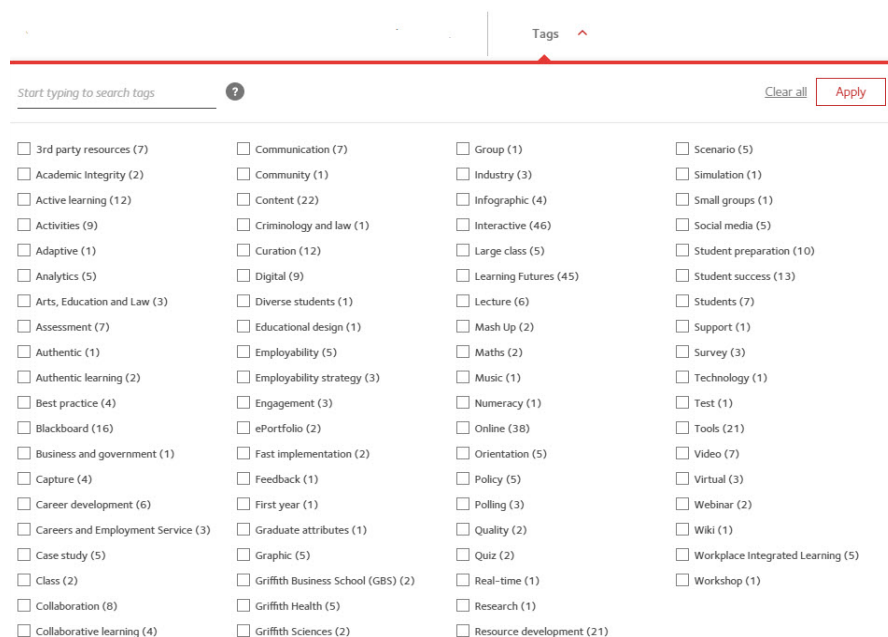 Tags
Start typing to search tags
?
Clear all
Apply
3rd party resources (7)
Academic Integrity (2)
Active learning (12)
Activities (9)
Adaptive (1)
Analytics (5)
Arts, Education and Law (3)
Assessment (7)
Authentic (1)
Authentic learning (2)
Best practice (4)
Blackboard (16)
Business and government (1)
Capture (4)
Career development (6)
Careers and Employment Service (3)
Case study (5)
Class (2)
Collaboration (8)
Collaborative learning (4)
Communication (7)
Community (1)
Content (22)
Criminology and law (1)
Curation (12)
Digital (9)
Diverse students (1)
Educational design (1)
Employability (5)
Employability strategy (3)
Engagement (3)
ePortfolio (2)
Fast implementation (2)
Feedback (1)
First year (1)
Graduate attributes (1)
Graphic (5)
Griffith Business School (GBS) (2)
Griffith Health (5)
Griffith Sciences (2)
Group (1)
Industry (3)
Infographic (4)
Interactive (46)
Large class (5)
Learning Futures (45)
Lecture (6)
Mash Up (2)
Maths (2)
Music (1)
Numeracy (1)
Online (38)
Orientation (5)
Policy (5)
Polling (3)
Quality (2)
Quiz (2)
Real-time (1)
Research (1)
Resource development (21)
Scenario (5)
Simulation (1)
Small groups (1)
Social media (5)
Student preparation (10)
Student success (13)
Students (7)
Support (1)
Survey (3)
Technology (1)
Test (1)
Tools (21)
Video (7)
Virtual (3)
Webinar (2)
Wiki (1)
Workplace Integrated Learning (5)
Workshop (1)